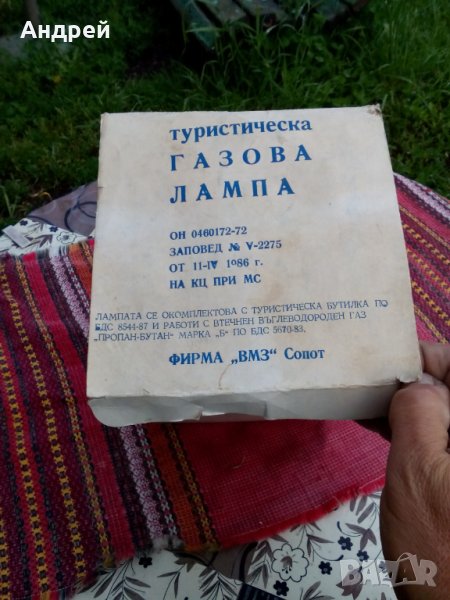 Андрей
туристическа
ГАЗОВА
ЛАМПА
ОН 0460172-72
ЗАПОВЕД № V-2275
ОТ 11-IV 1986 г.
НА КЦ ПРИ МС
ЛАМПАТА СЕ ОКОМПЛЕКТОВА С ТУРИСТИЧЕСКА БУТИЛКА ПО
БДС 8544-87 И РАБОТИ С ВТЕЧНЕН ВЪГЛЕВОДОРОДЕН ГАЗ
„ПРОПАН-БУТАН" МАРКА „Б" ПО БДС 5670-83.
ФИРМА „ВМЗ" Сопот
BAZAR